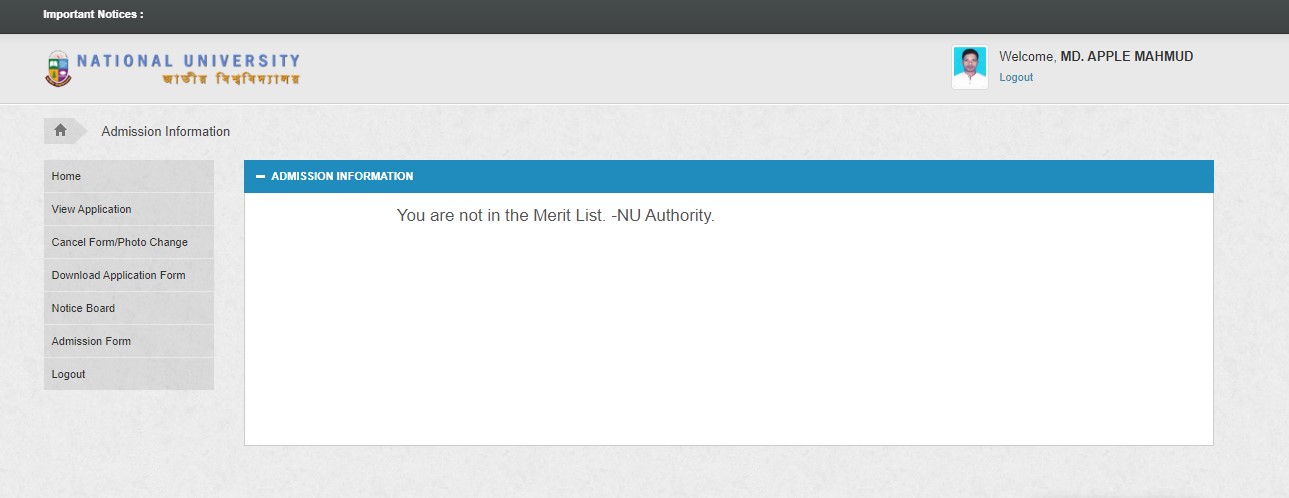 Important Notices :
NATIONAL UNIVERSITY
জাতীয় বিশ্ববিদ্যালয়
Welcome, MD. APPLE MAHMUD
Logout
Admission Information
Home
View Application
Cancel Form/Photo Change
Download Application Form
Notice Board
Admission Form
Logout
ADMISSION INFORMATION
You are not in the Merit List. -NU Authority.